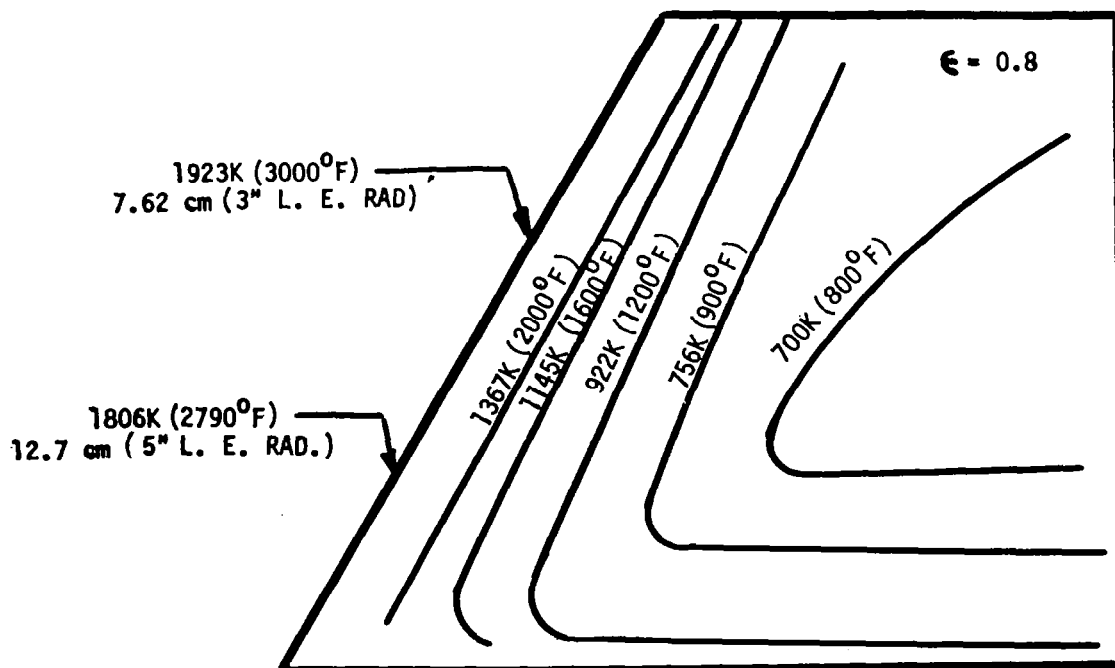 ϵ = 0.8
1923K (3000°F)
7.62 cm (3" L. E. RAD)
1367K (2000°F)
1145K (1600°F)
922K (1200°F)
756K (900°F)
700K (800°F)
1806K (2790°F)
12.7 cm (5" L. E. RAD.)